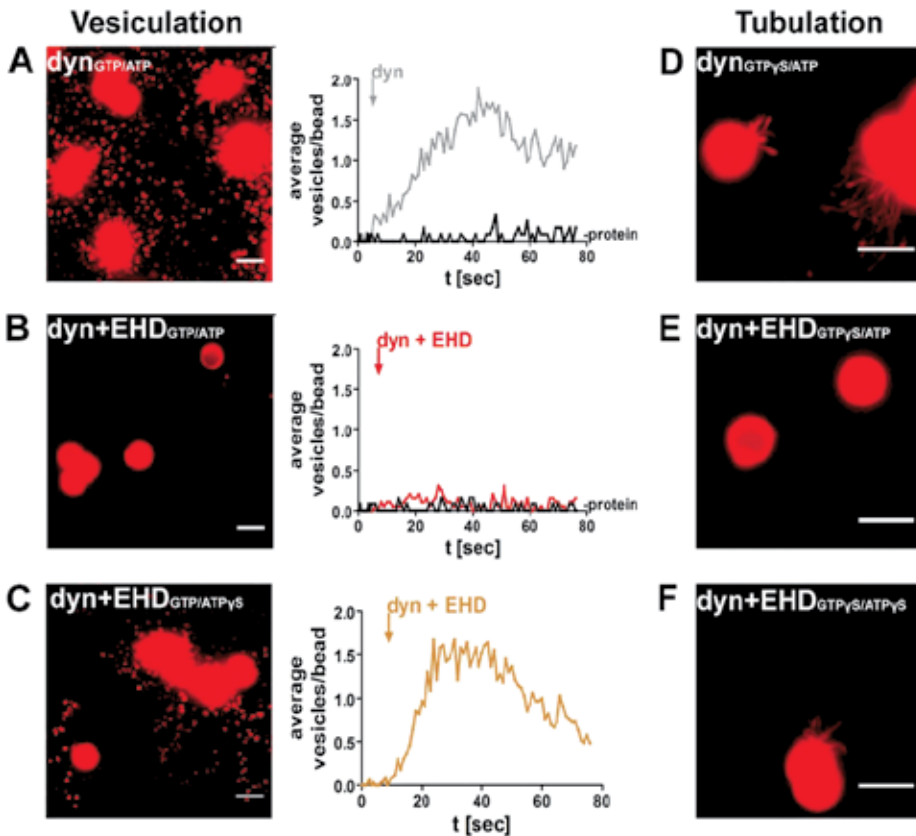 Vesiculation
Tubulation
A
dynGTP/ATP
average
vesicles/bead
2.0
1.5
1.0
0.5
0.0
dyn
-protein
0 20 40 60 80
t [sec]
D
dynGTPγS/ATP
B
dyn+EHDGTP/ATP
average
vesicles/bead
2.0
1.5
1.0
0.5
0.0
dyn + EHD
-protein
0 20 40 60 80
t [sec]
E
dyn+EHDGTPγS/ATP
C
dyn+EHDGTP/ATPγS
average
vesicles/bead
2.0
1.5
1.0
0.5
0.0
dyn + EHD
0 20 40 60 80
t [sec]
F
dyn+EHDGTPγS/ATPγS